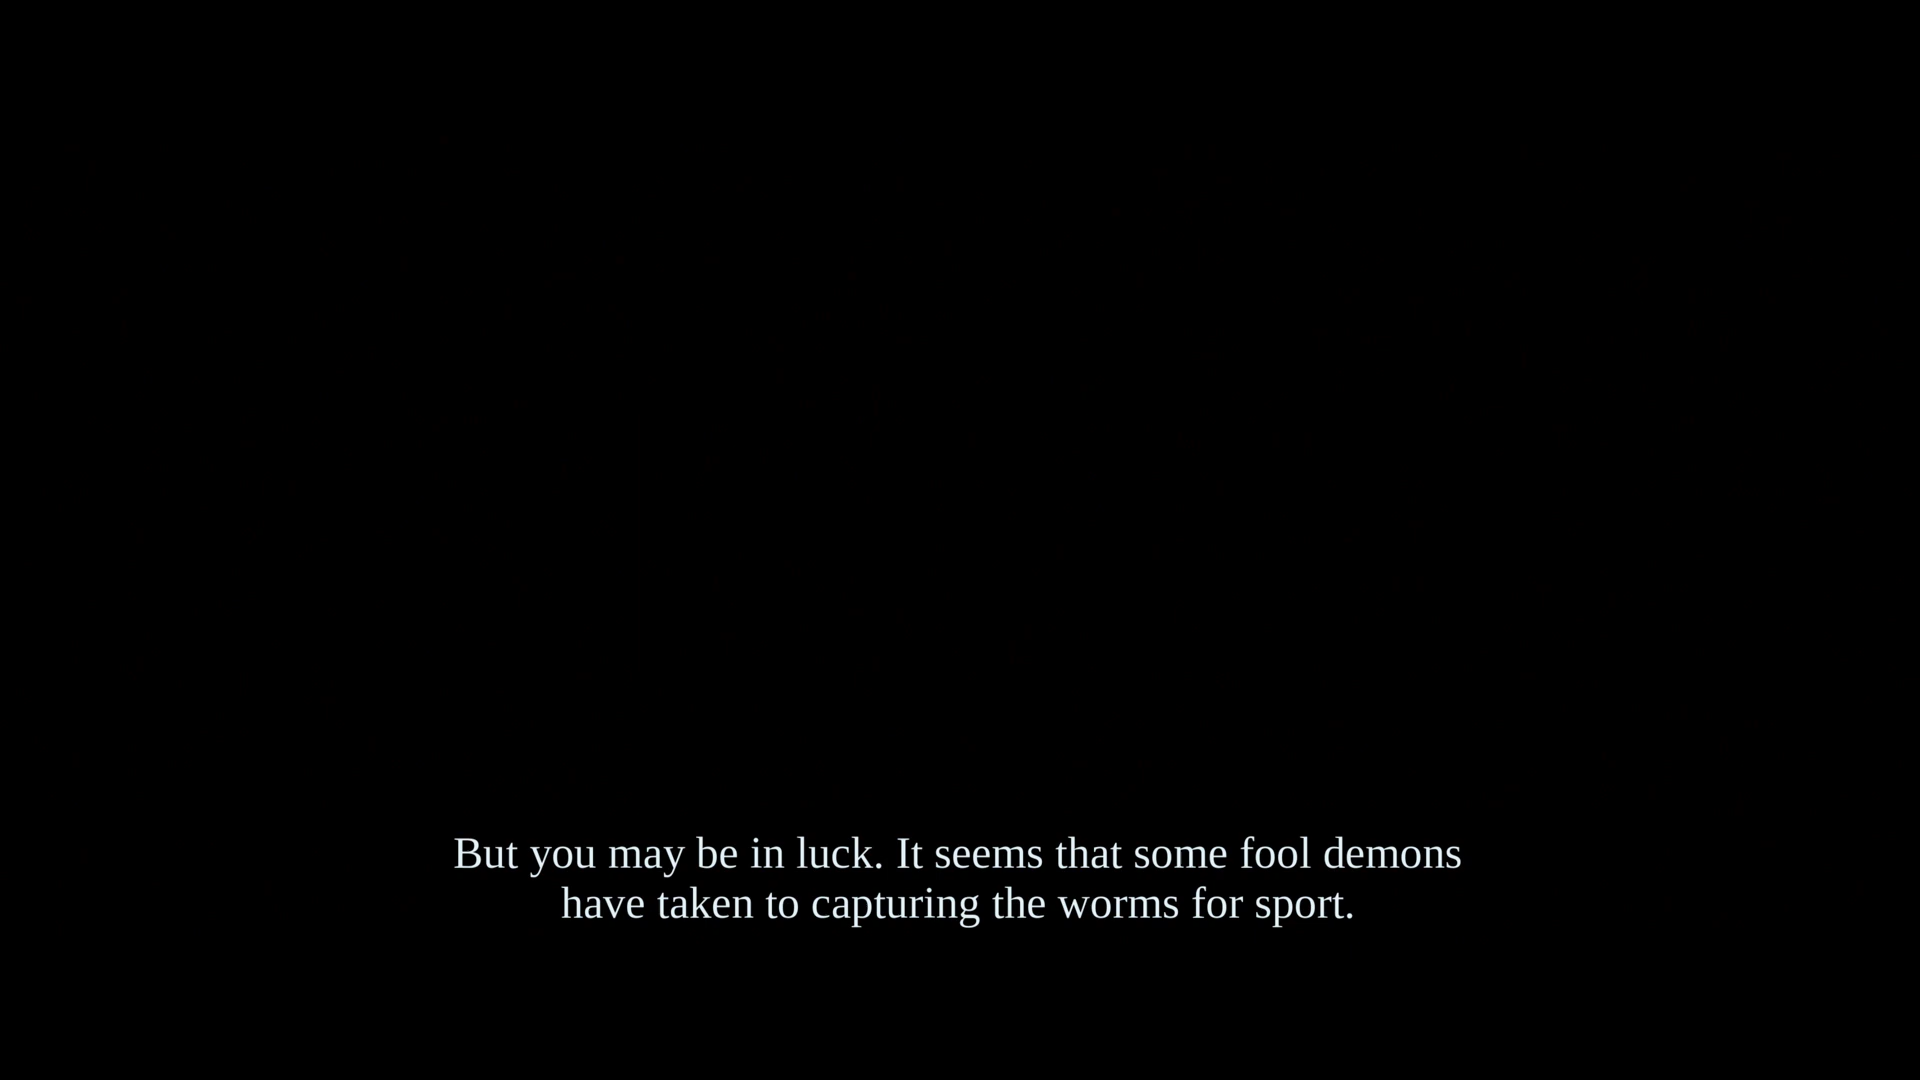 But you may be in luck. It seems that some fool demons
have taken to capturing the worms for sport.